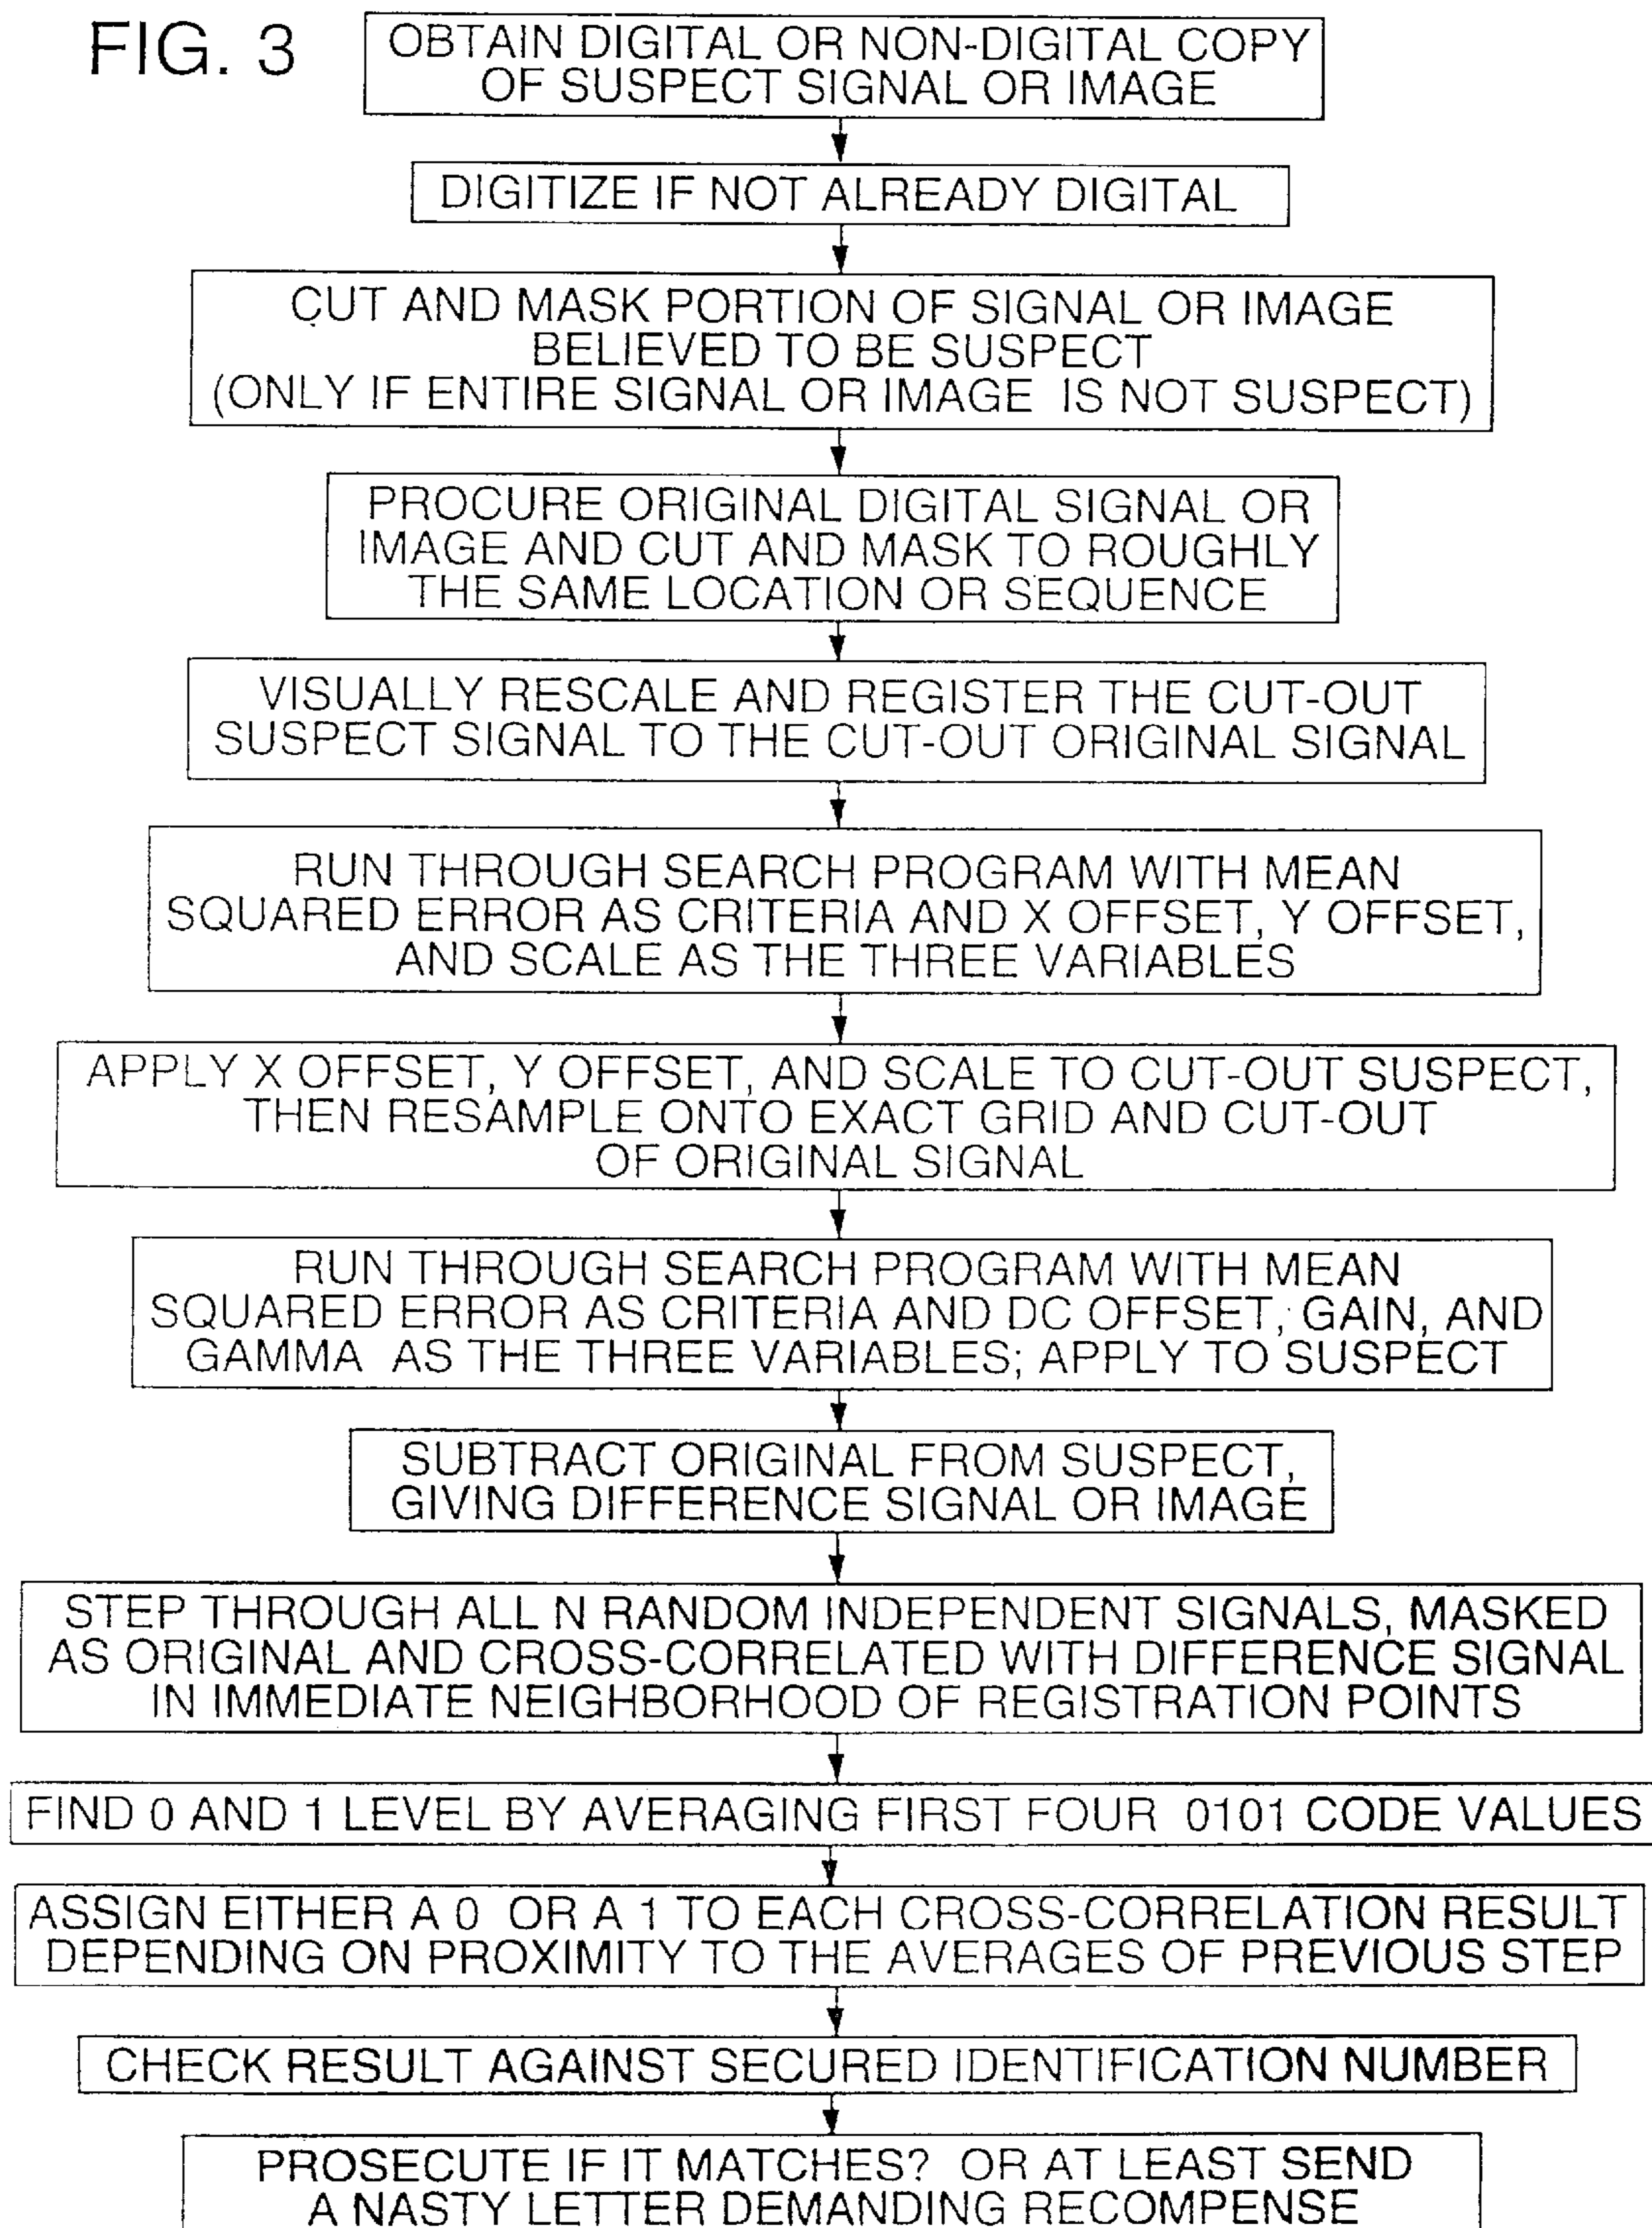 FIG. 3
OBTAIN DIGITAL OR NON-DIGITAL COPY
OF SUSPECT SIGNAL OR IMAGE
DIGITIZE IF NOT ALREADY DIGITAL
CUT AND MASK PORTION OF SIGNAL OR IMAGE
BELIEVED TO BE SUSPECT
(ONLY IF ENTIRE SIGNAL OR IMAGE IS NOT SUSPECT)
PROCURE ORIGINAL DIGITAL SIGNAL OR
IMAGE AND CUT AND MASK TO ROUGHLY
THE SAME LOCATION OR SEQUENCE
VISUALLY RESCALE AND REGISTER THE CUT-OUT
SUSPECT SIGNAL TO THE CUT-OUT ORIGINAL SIGNAL
RUN THROUGH SEARCH PROGRAM WITH MEAN
SQUARED ERROR AS CRITERIA AND X OFFSET, Y OFFSET,
AND SCALE AS THE THREE VARIABLES
APPLY X OFFSET, Y OFFSET, AND SCALE TO CUT-OUT SUSPECT,
THEN RESAMPLE ONTO EXACT GRID AND CUT-OUT
OF ORIGINAL SIGNAL
RUN THROUGH SEARCH PROGRAM WITH MEAN
SQUARED ERROR AS CRITERIA AND DC OFFSET, GAIN, AND
GAMMA AS THE THREE VARIABLES; APPLY TO SUSPECT
SUBTRACT ORIGINAL FROM SUSPECT,
GIVING DIFFERENCE SIGNAL OR IMAGE
STEP THROUGH ALL N RANDOM INDEPENDENT SIGNALS, MASKED
AS ORIGINAL AND CROSS-CORRELATED WITH DIFFERENCE SIGNAL
IN IMMEDIATE NEIGHBORHOOD OF REGISTRATION POINTS
FIND 0 AND 1 LEVEL BY AVERAGING FIRST FOUR 0101 CODE VALUES
ASSIGN EITHER A 0 OR A 1 TO EACH CROSS-CORRELATION RESULT
DEPENDING ON PROXIMITY TO THE AVERAGES OF PREVIOUS STEP
CHECK RESULT AGAINST SECURED IDENTIFICATION NUMBER
PROSECUTE IF IT MATCHES? OR AT LEAST SEND
A NASTY LETTER DEMANDING RECOMPENSE